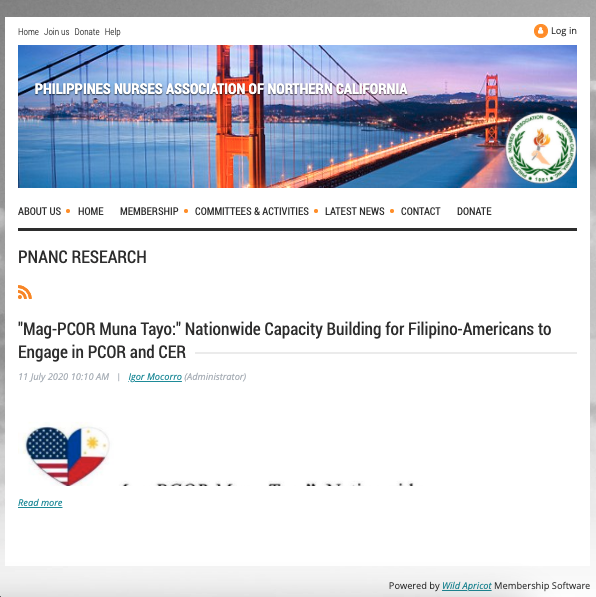 Home Join us Donate Help
Log in
PHILIPPINES NURSES ASSOCIATION OF NORTHERN CALIFORNIA
ABOUT US HOME MEMBERSHIP COMMITTEES & ACTIVITIES LATEST NEWS CONTACT DONATE
PNANC RESEARCH
"Mag-PCOR Muna Tayo:" Nationwide Capacity Building for Filipino-Americans to
Engage in PCOR and CER
11 July 2020 10:10 AM | Igor Mocorro (Administrator)
Read more
Powered by Wild Apricot Membership Software